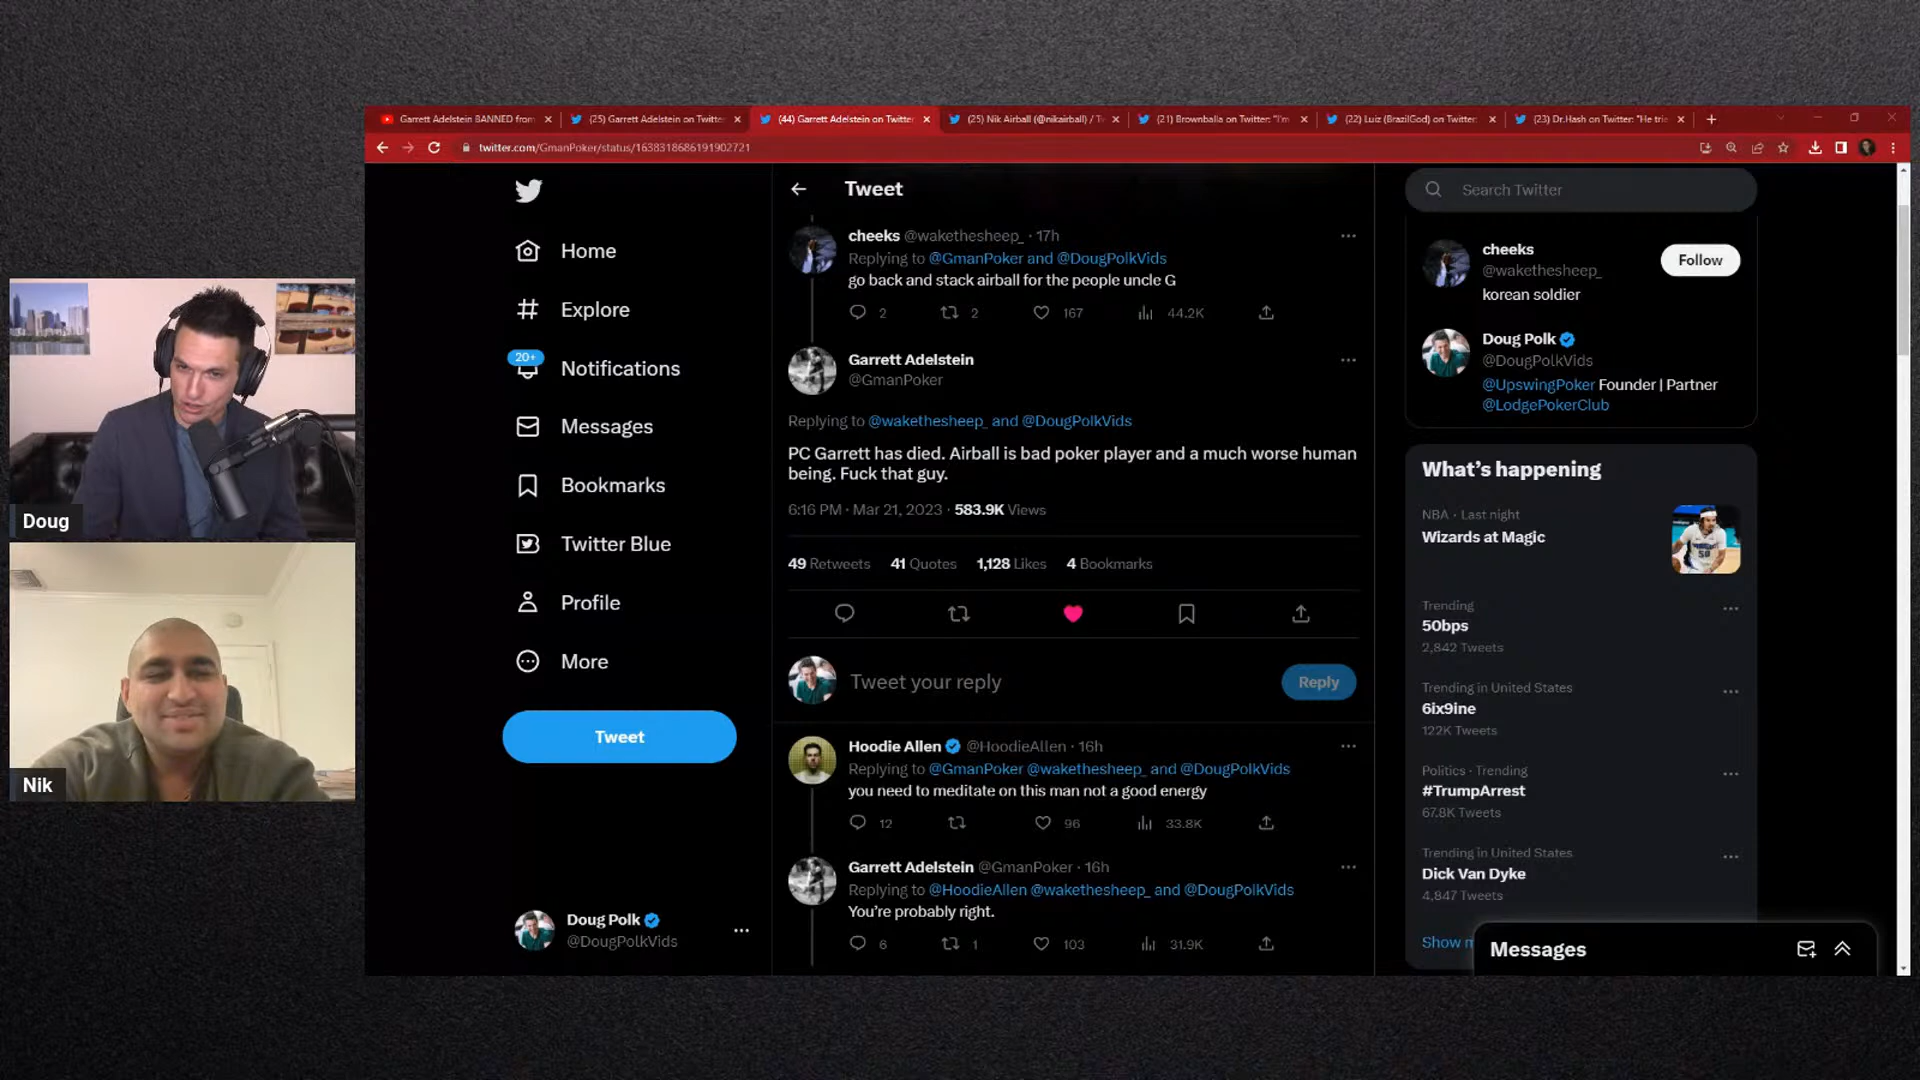 Garrett Adelstein BANNED from
(25) Garrett Adelstein on Twitter
(44) Garrett Adelstein on Twitter
(25) Nik Airball (@nikairball) / Tw
(21) Brownballa on Twitter: "I'm
(22) Luiz (BrazilGod) on Twitter:
(23) Dr.Hash on Twitter: "He trie
twitter.com/GmanPoker/status/1638318686191902721
Home
Explore
20+
Notifications
Messages
Bookmarks
Twitter Blue
Profile
More
Tweet
Doug Polk
@DougPolkVids
Tweet
cheeks @wakethesheep_ · 17h
Replying to @GmanPoker and @DougPolkVids
go back and stack airball for the people uncle G
2 2 167 44.2K
Garrett Adelstein
@GmanPoker
Replying to @wakethesheep_ and @DougPolkVids
PC Garrett has died. Airball is bad poker player and a much worse human
being. Fuck that guy.
6:16 PM · Mar 21, 2023 · 583.9K Views
49 Retweets 41 Quotes 1,128 Likes 4 Bookmarks
Tweet your reply
Reply
Hoodie Allen @HoodieAllen · 16h
Replying to @GmanPoker @wakethesheep_ and @DougPolkVids
you need to meditate on this man not a good energy
12 96 33.8K
Garrett Adelstein @GmanPoker · 16h
Replying to @HoodieAllen @wakethesheep_ and @DougPolkVids
You're probably right.
6 1 103 31.9K
Search Twitter
cheeks
@wakethesheep_
korean soldier
Follow
Doug Polk
@DougPolkVids
@UpswingPoker Founder | Partner
@LodgePokerClub
What's happening
NBA · Last night
Wizards at Magic
Trending
50bps
2,842 Tweets
Trending in United States
6ix9ine
122K Tweets
Politics · Trending
#TrumpArrest
67.8K Tweets
Trending in United States
Dick Van Dyke
4,847 Tweets
Show m
Messages
Doug
Nik